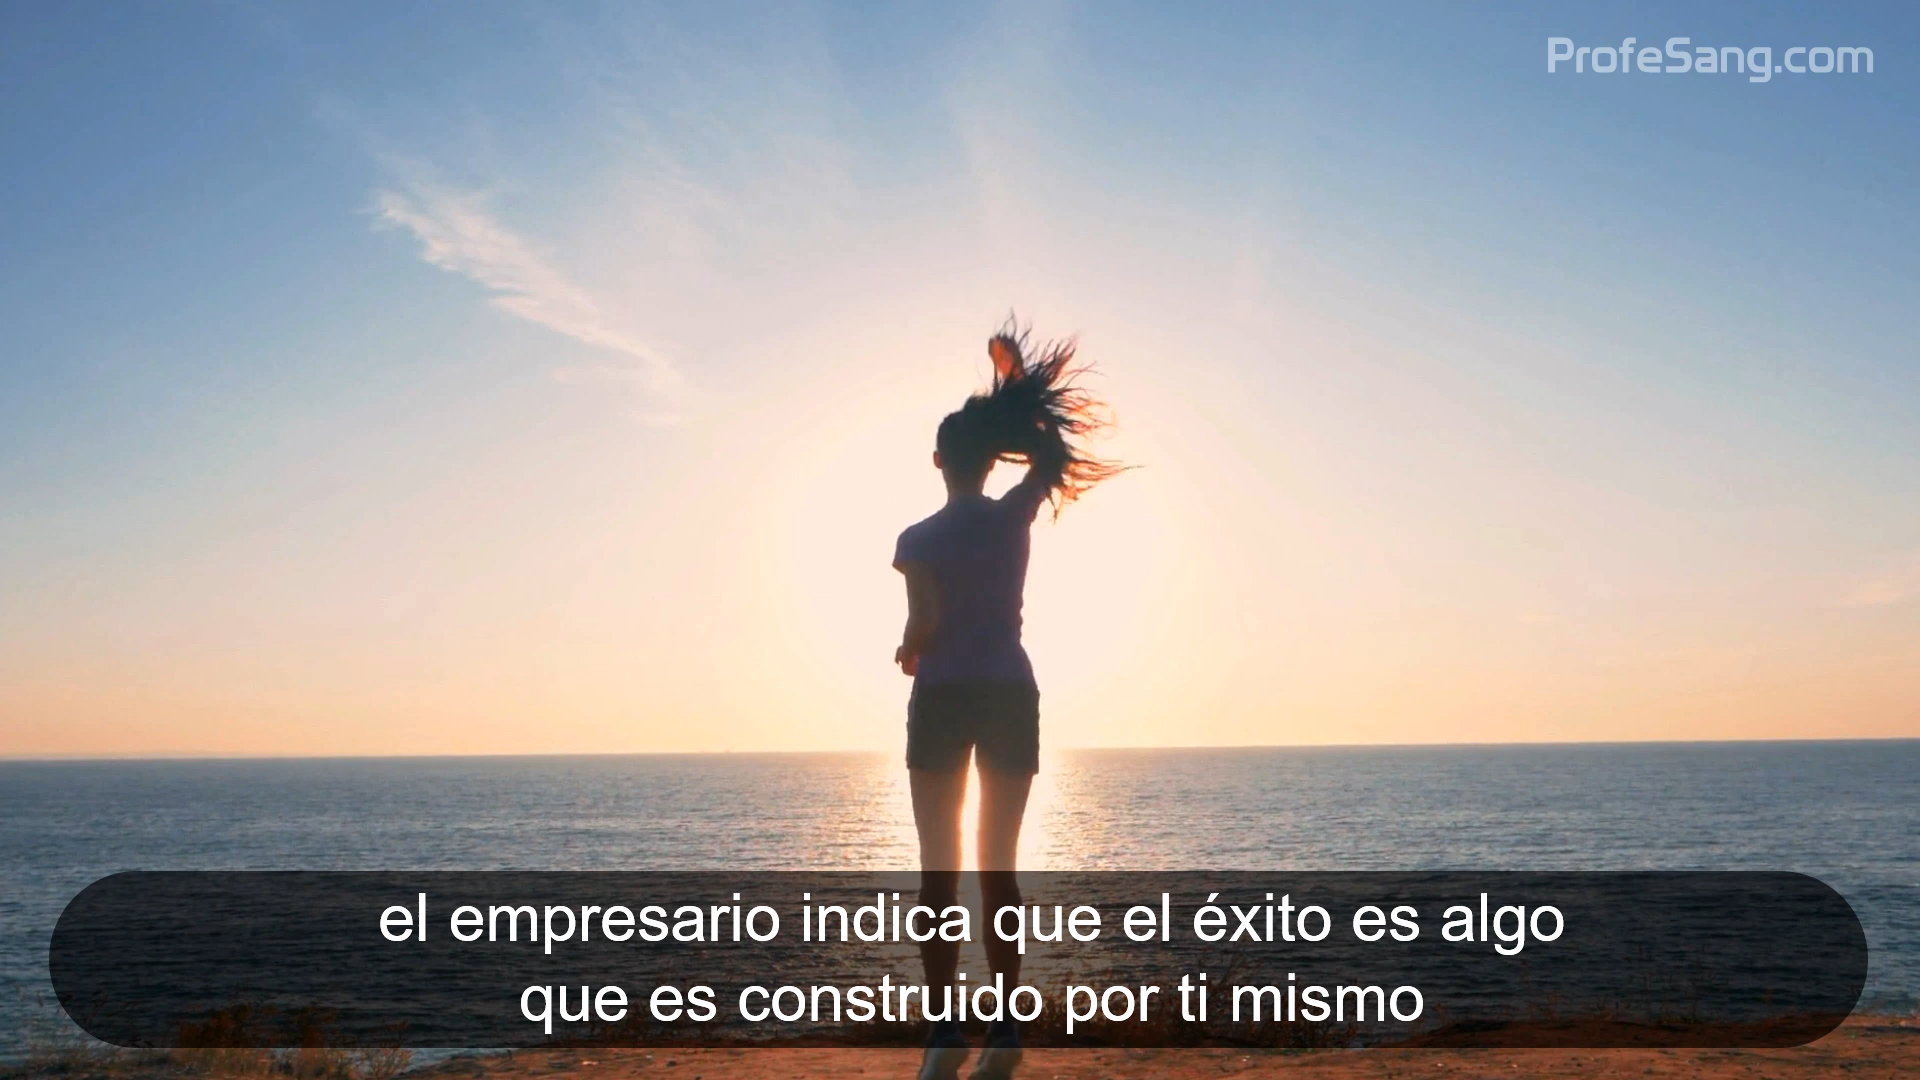 ProfeSang.com
el empresario indica que el éxito es algo
que es construido por ti mismo